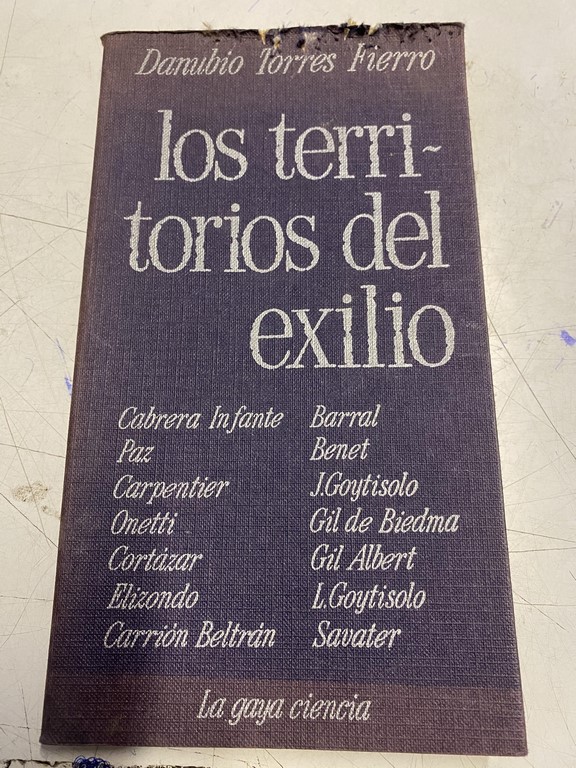 Danubio Torres Fierro
los terri-
torios del
exilio
Cabrera Infante
Paz
Carpentier
Onetti
Cortázar
Elizondo
Carrión Beltrán
Barral
Benet
J.Goytisolo
Gil de Biedma
Gil Albert
L.Goytisolo
Savater
La gaya ciencia